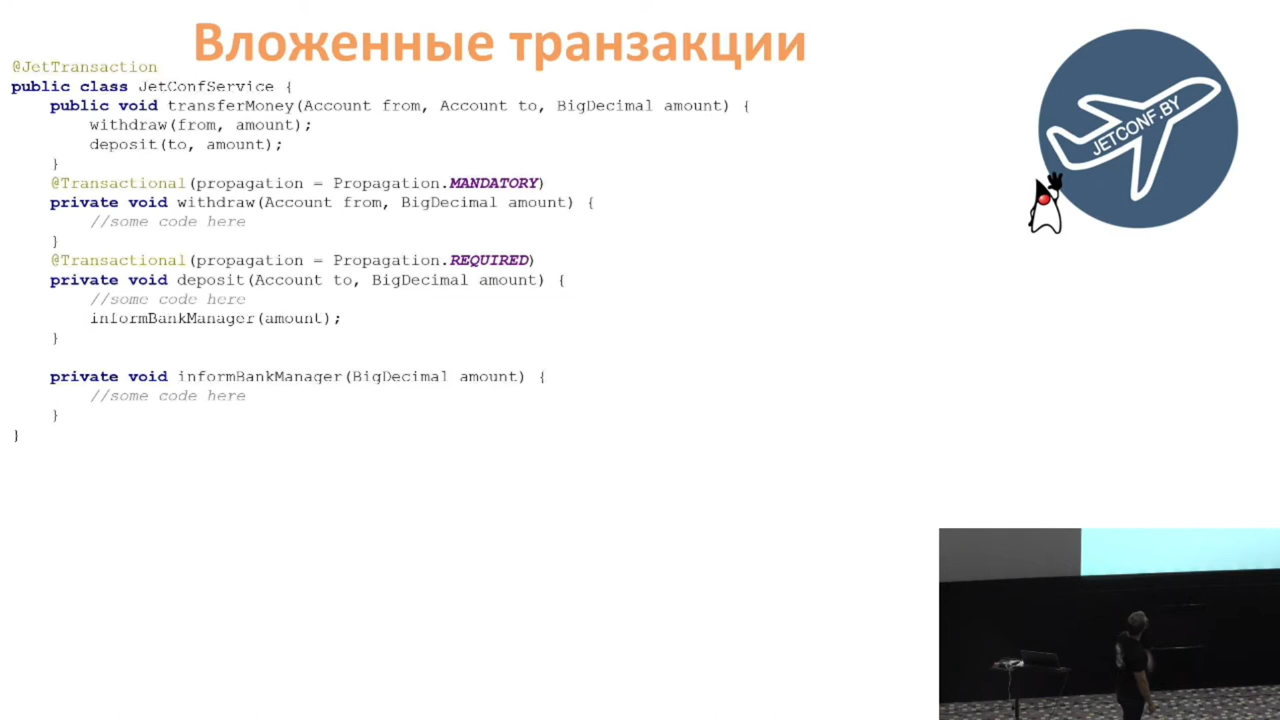 Вложенные транзакции
@JetTransaction
public class JetConfService {
    public void transferMoney(Account from, Account to, BigDecimal amount) {
        withdraw(from, amount);
        deposit(to, amount);
    }
    @Transactional(propagation = Propagation.MANDATORY)
    private void withdraw(Account from, BigDecimal amount) {
        //some code here
    }
    @Transactional(propagation = Propagation.REQUIRED)
    private void deposit(Account to, BigDecimal amount) {
        //some code here
        informBankManager(amount);
    }
    private void informBankManager(BigDecimal amount) {
        //some code here
    }
}
JETCONF.BY